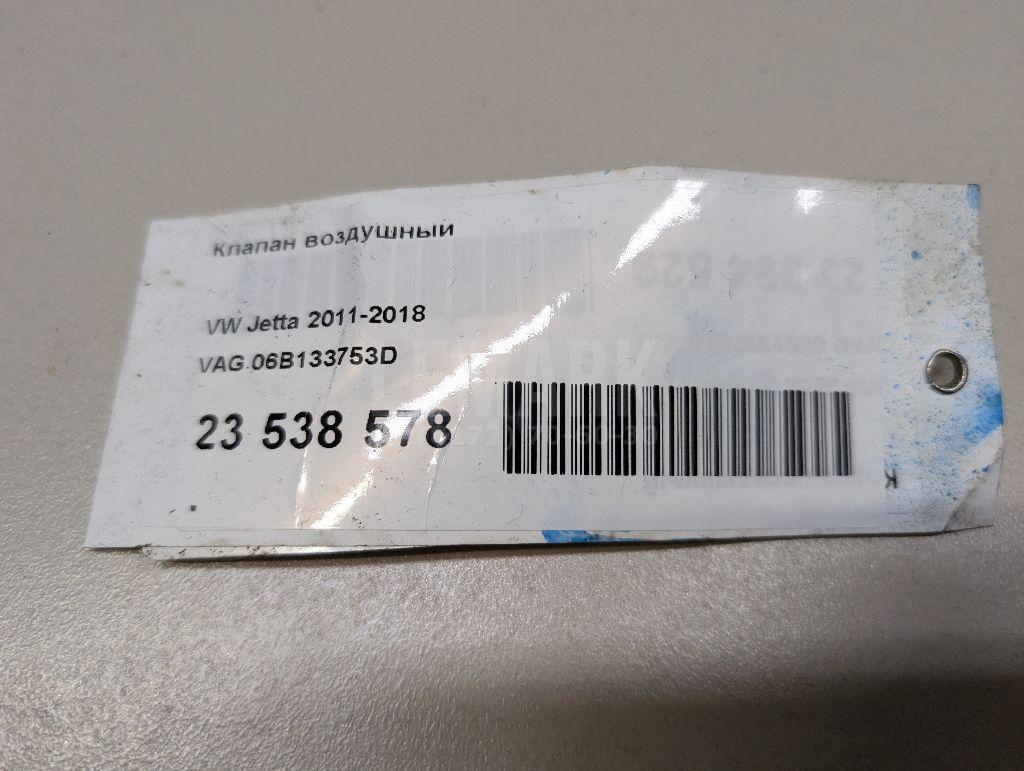 Клапан воздушный
VW Jetta 2011-2018
VAG 06B133753D
23 538 578
К